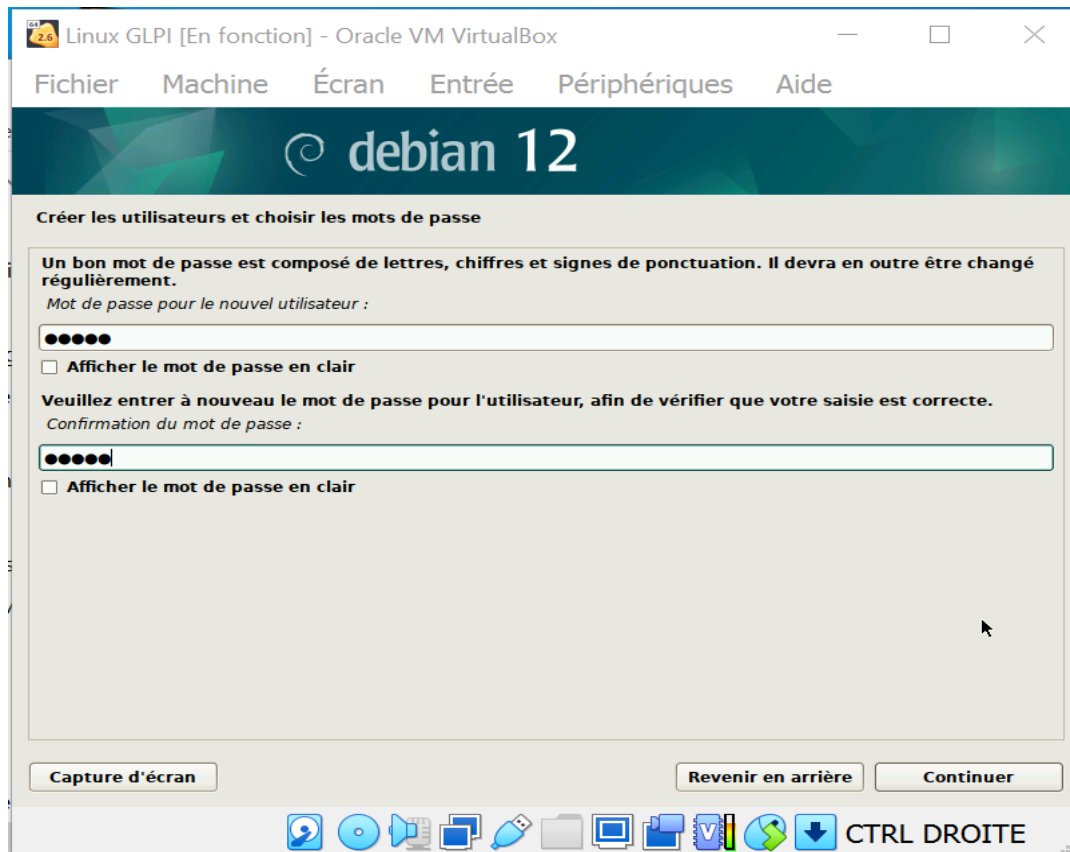 Linux GLPI [En fonction] - Oracle VM VirtualBox
Fichier Machine Écran Entrée Périphériques Aide
debian 12
Créer les utilisateurs et choisir les mots de passe
Un bon mot de passe est composé de lettres, chiffres et signes de ponctuation. Il devra en outre être changé
régulièrement.
Mot de passe pour le nouvel utilisateur :
●●●●●
Afficher le mot de passe en clair
Veuillez entrer à nouveau le mot de passe pour l'utilisateur, afin de vérifier que votre saisie est correcte.
Confirmation du mot de passe :
●●●●●
Afficher le mot de passe en clair
Capture d'écran Revenir en arrière Continuer
CTRL DROITE